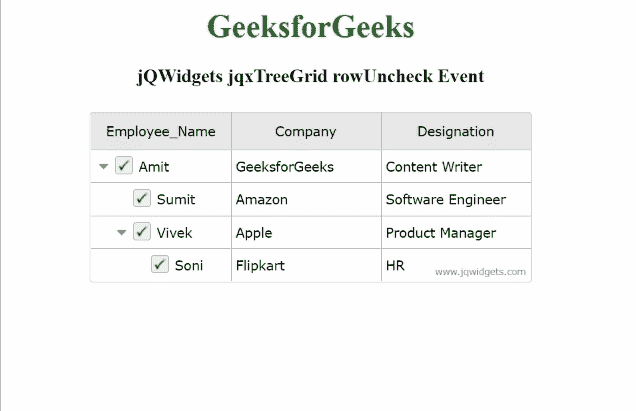 GeeksforGeeks
jQWidgets jqxTreeGrid rowUncheck Event
Employee_Name Company Designation
Amit GeeksforGeeks Content Writer
Sumit Amazon Software Engineer
Vivek Apple Product Manager
Soni Flipkart HR
www.jqwidgets.com